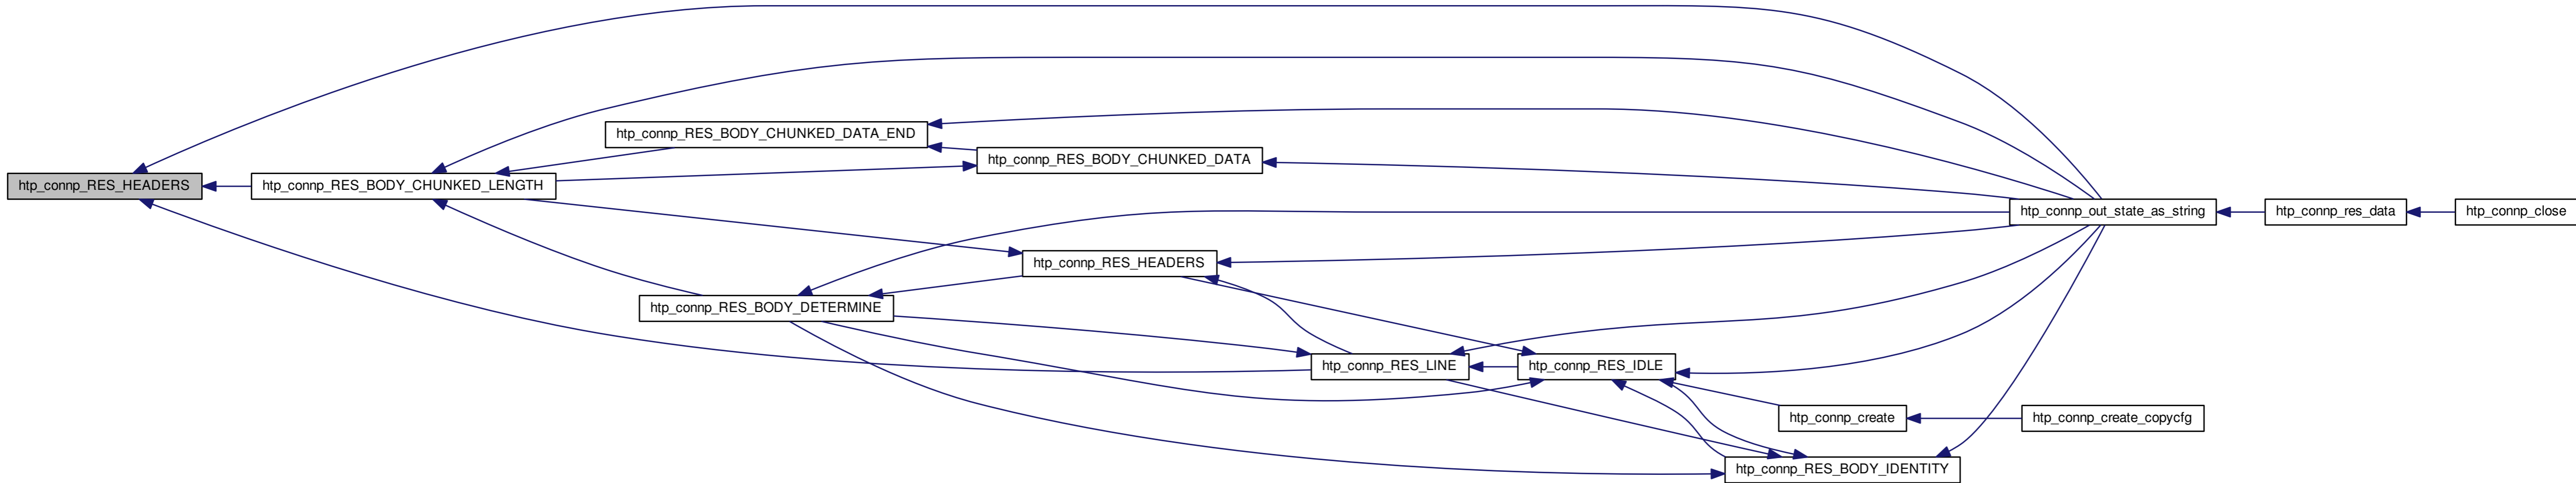 htp_connp_RES_BODY_CHUNKED_DATA_END
htp_connp_RES_BODY_CHUNKED_DATA
htp_connp_RES_HEADERS
htp_connp_RES_BODY_CHUNKED_LENGTH
htp_connp_out_state_as_string
htp_connp_res_data
htp_connp_close
htp_connp_RES_HEADERS
htp_connp_RES_BODY_DETERMINE
htp_connp_RES_LINE
htp_connp_RES_IDLE
htp_connp_create
htp_connp_create_copycfg
htp_connp_RES_BODY_IDENTITY